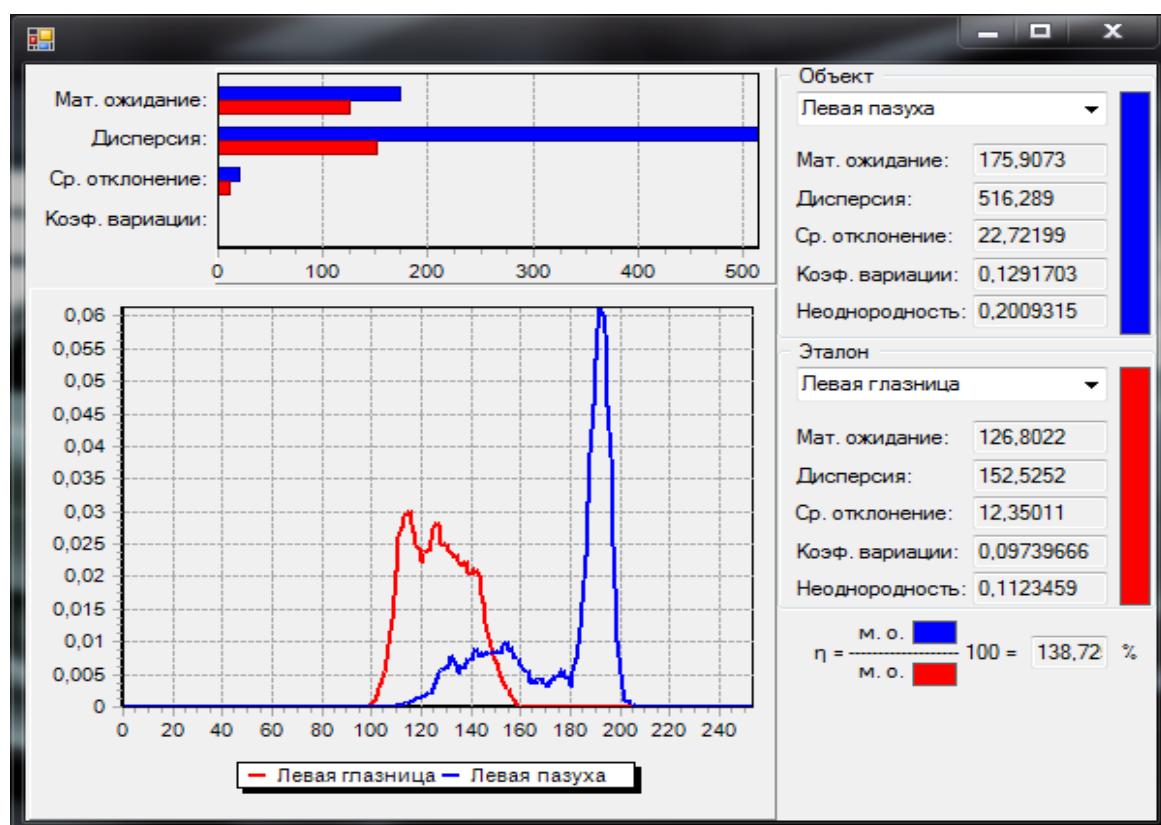 Мат. ожидание:
Дисперсия:
Ср. отклонение:
Коэф. вариации:
0 100 200 300 400 500
0,06
0,055
0,05
0,045
0,04
0,035
0,03
0,025
0,02
0,015
0,01
0,005
0
0 20 40 60 80 100 120 140 160 180 200 220 240
Левая глазница Левая пазуха
Объект
Левая пазуха
Мат. ожидание: 175,9073
Дисперсия: 516,289
Ср. отклонение: 22,72199
Коэф. вариации: 0,1291703
Неоднородность: 0,2009315
Эталон
Левая глазница
Мат. ожидание: 126,8022
Дисперсия: 152,5252
Ср. отклонение: 12,35011
Коэф. вариации: 0,09739666
Неоднородность: 0,1123459
м. о.
η = 100 = 138,72 %
м. о.